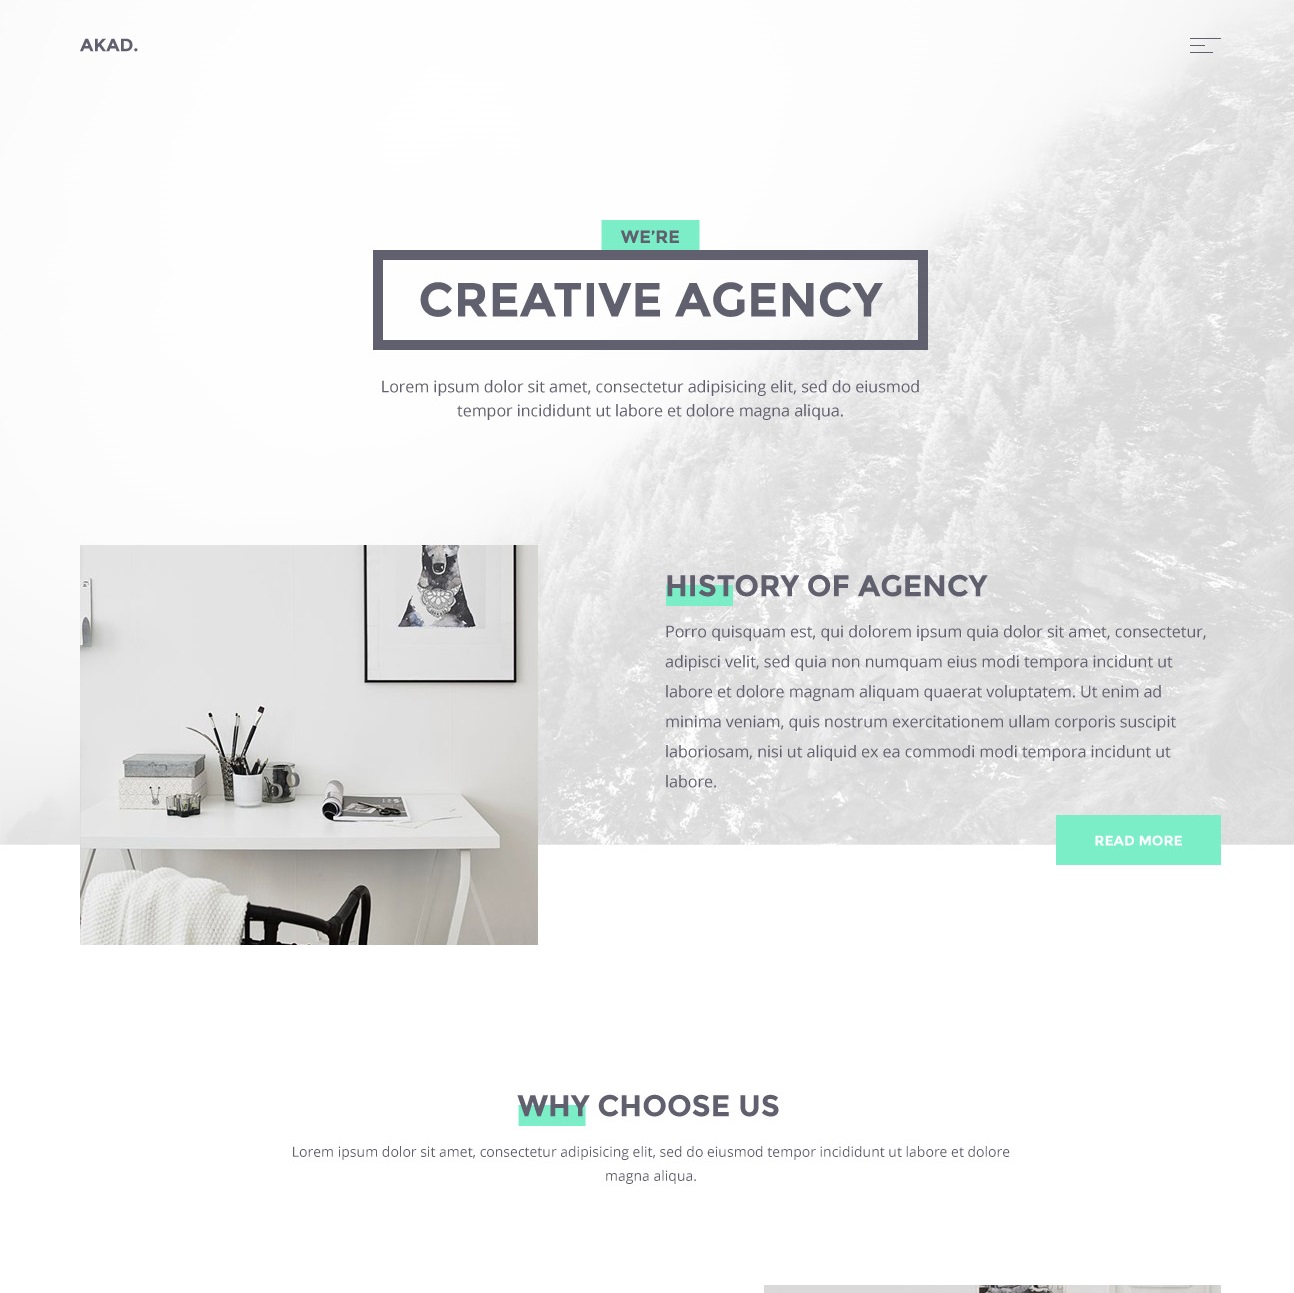 AKAD.
WE'RE
CREATIVE AGENCY
Lorem ipsum dolor sit amet, consectetur adipisicing elit, sed do eiusmod
tempor incididunt ut labore et dolore magna aliqua.
HISTORY OF AGENCY
Porro quisquam est, qui dolorem ipsum quia dolor sit amet, consectetur,
adipisci velit, sed quia non numquam eius modi tempora incidunt ut
labore et dolore magnam aliquam quaerat voluptatem. Ut enim ad
minima veniam, quis nostrum exercitationem ullam corporis suscipit
laboriosam, nisi ut aliquid ex ea commodi modi tempora incidunt ut
labore.
READ MORE
WHY CHOOSE US
Lorem ipsum dolor sit amet, consectetur adipisicing elit, sed do eiusmod tempor incididunt ut labore et dolore
magna aliqua.